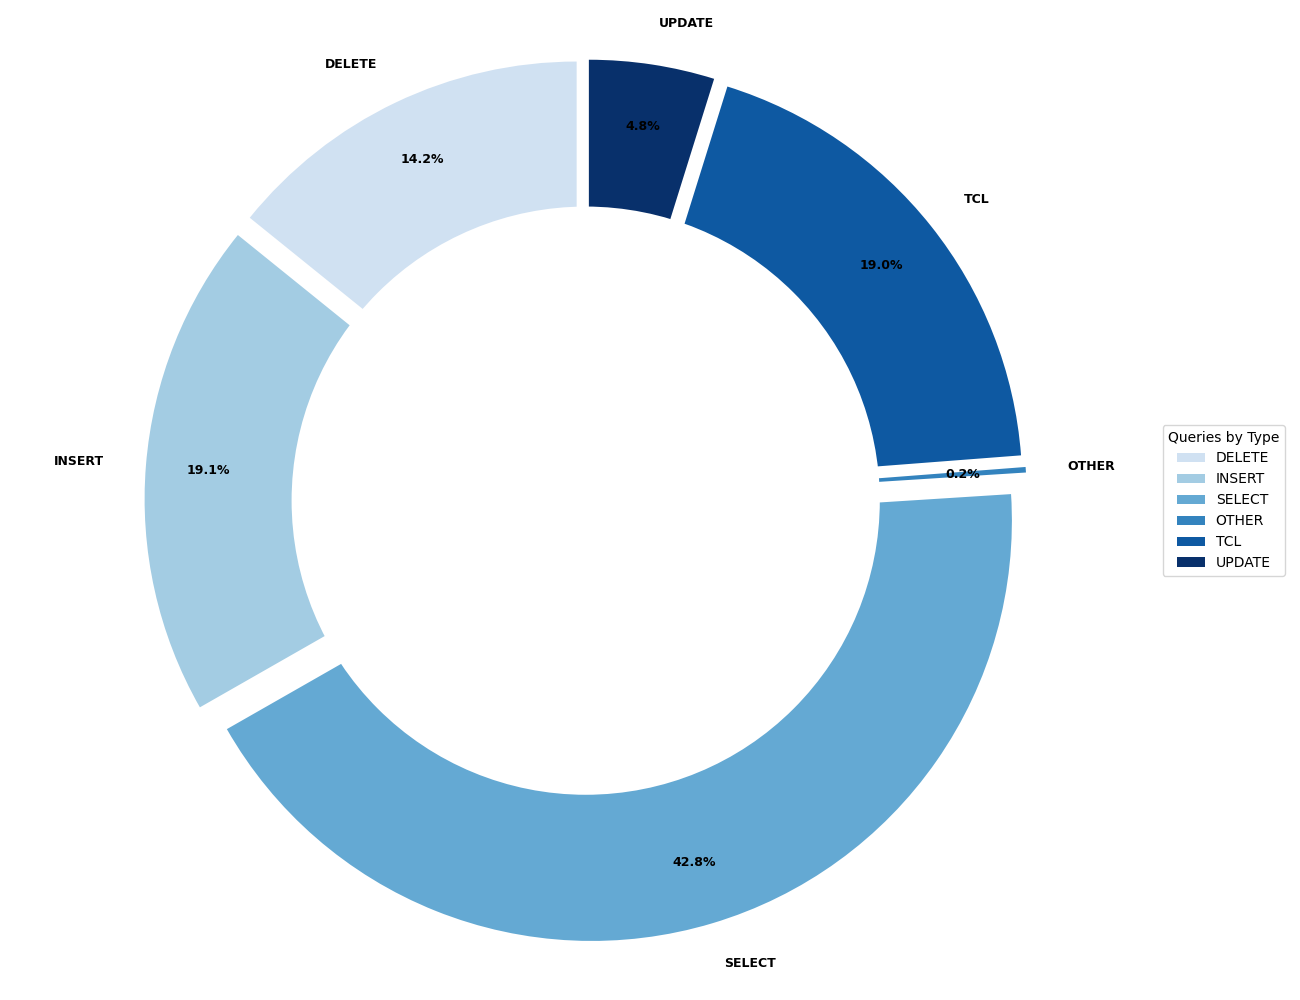 UPDATE
DELETE
4.8%
14.2%
TCL
19.0%
INSERT
19.1%
OTHER
0.2%
42.8%
SELECT
Queries by Type
DELETE
INSERT
SELECT
OTHER
TCL
UPDATE